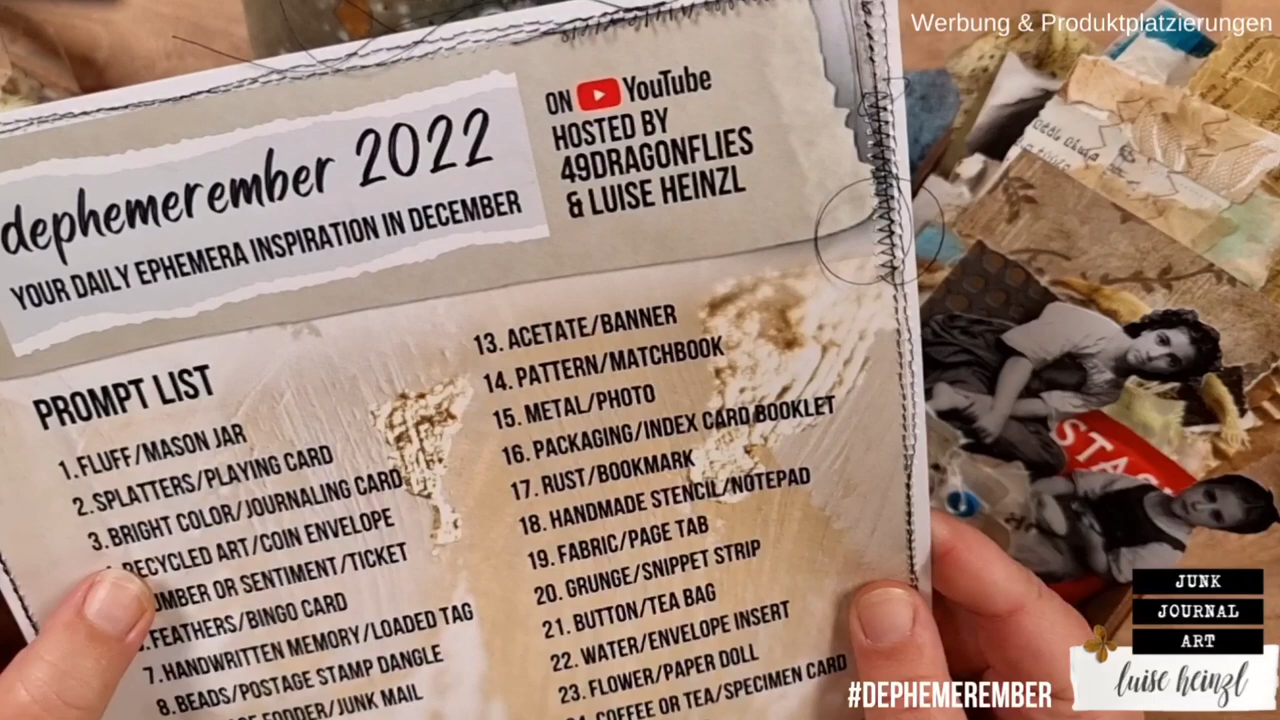 Werbung & Produktplatzierungen
dephemerember 2022
YOUR DAILY EPHEMERA INSPIRATION IN DECEMBER
ON YouTube
HOSTED BY
49DRAGONFLIES
& LUISE HEINZL
PROMPT LIST
1. FLUFF/MASON JAR
2. SPLATTERS/PLAYING CARD
3. BRIGHT COLOR/JOURNALING CARD
RECYCLED ART/COIN ENVELOPE
OR SENTIMENT/TICKET
FEATHERS/BINGO CARD
7. HANDWRITTEN MEMORY/LOADED TAG
8. BEADS/POSTAGE STAMP DANGLE
FODDER/JUNK MAIL
13. ACETATE/BANNER
14. PATTERN/MATCHBOOK
15. METAL/PHOTO
16. PACKAGING/INDEX CARD BOOKLET
17. RUST/BOOKMARK
18. HANDMADE STENCIL/NOTEPAD
19. FABRIC/PAGE TAB
20. GRUNGE/SNIPPET STRIP
21. BUTTON/TEA BAG
22. WATER/ENVELOPE INSERT
23. FLOWER/PAPER DOLL
24. COFFEE OR TEA/SPECIMEN CARD
#DEPHEMEREMBER
JUNK
JOURNAL
ART
luise heinzl